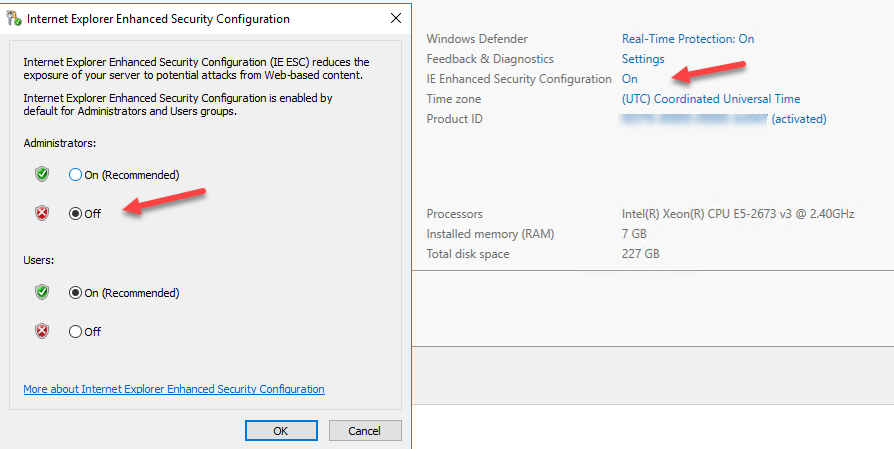 Internet Explorer Enhanced Security Configuration
Internet Explorer Enhanced Security Configuration (IE ESC) reduces the
exposure of your server to potential attacks from Web-based content.
Internet Explorer Enhanced Security Configuration is enabled by
default for Administrators and Users groups.
Administrators:
On (Recommended)
Off
Users:
On (Recommended)
Off
More about Internet Explorer Enhanced Security Configuration
OK Cancel
Windows Defender Real-Time Protection: On
Feedback & Diagnostics Settings
IE Enhanced Security Configuration On
Time zone (UTC) Coordinated Universal Time
Product ID (activated)
Processors Intel(R) Xeon(R) CPU E5-2673 v3 @ 2.40GHz
Installed memory (RAM) 7 GB
Total disk space 227 GB